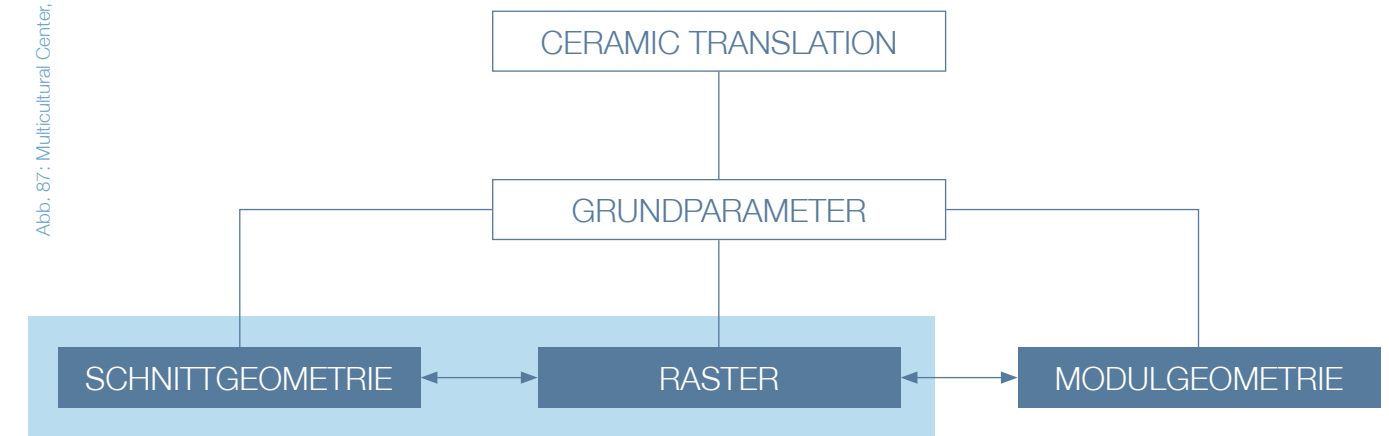 Abb. 87: Multicultural Center,
CERAMIC TRANSLATION
GRUNDPARAMETER
SCHNITTGEOMETRIE
RASTER
MODULGEOMETRIE